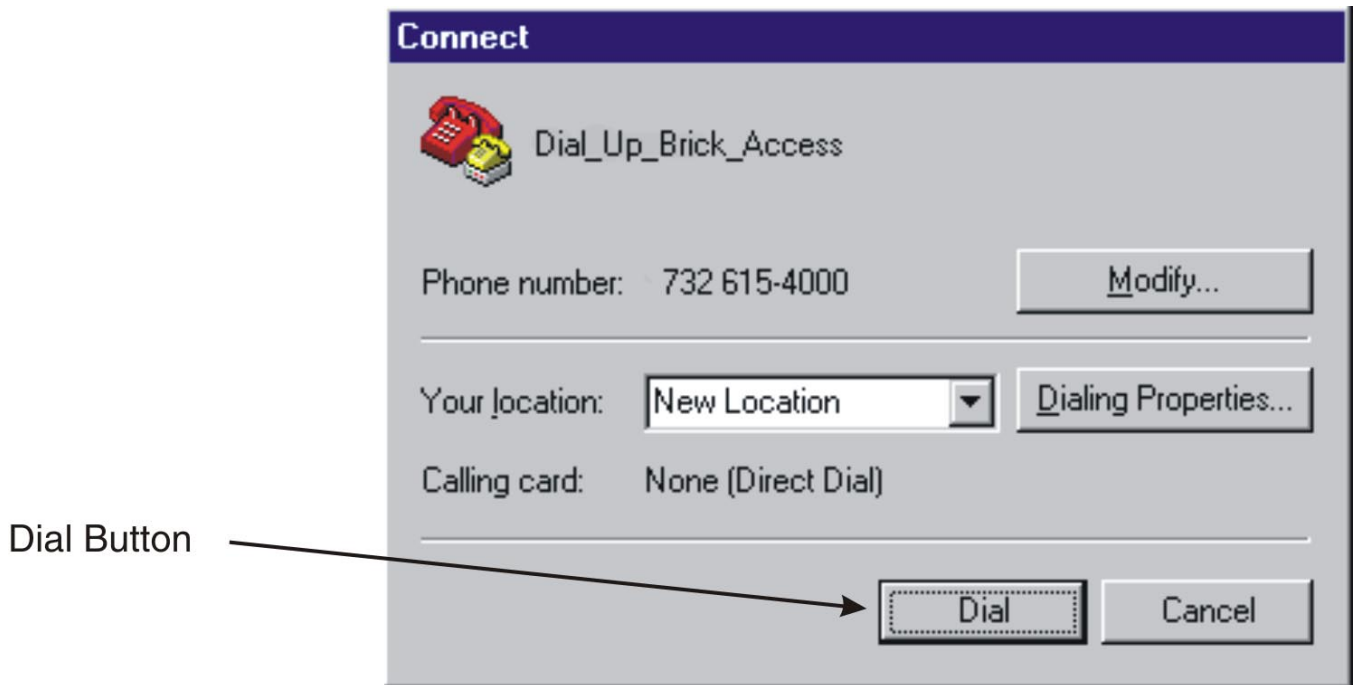 Connect
Dial_Up_Brick_Access
Phone number: 732 615-4000 Modify...
Your location: New Location Dialing Properties...
Calling card: None (Direct Dial)
Dial Button
Dial Cancel